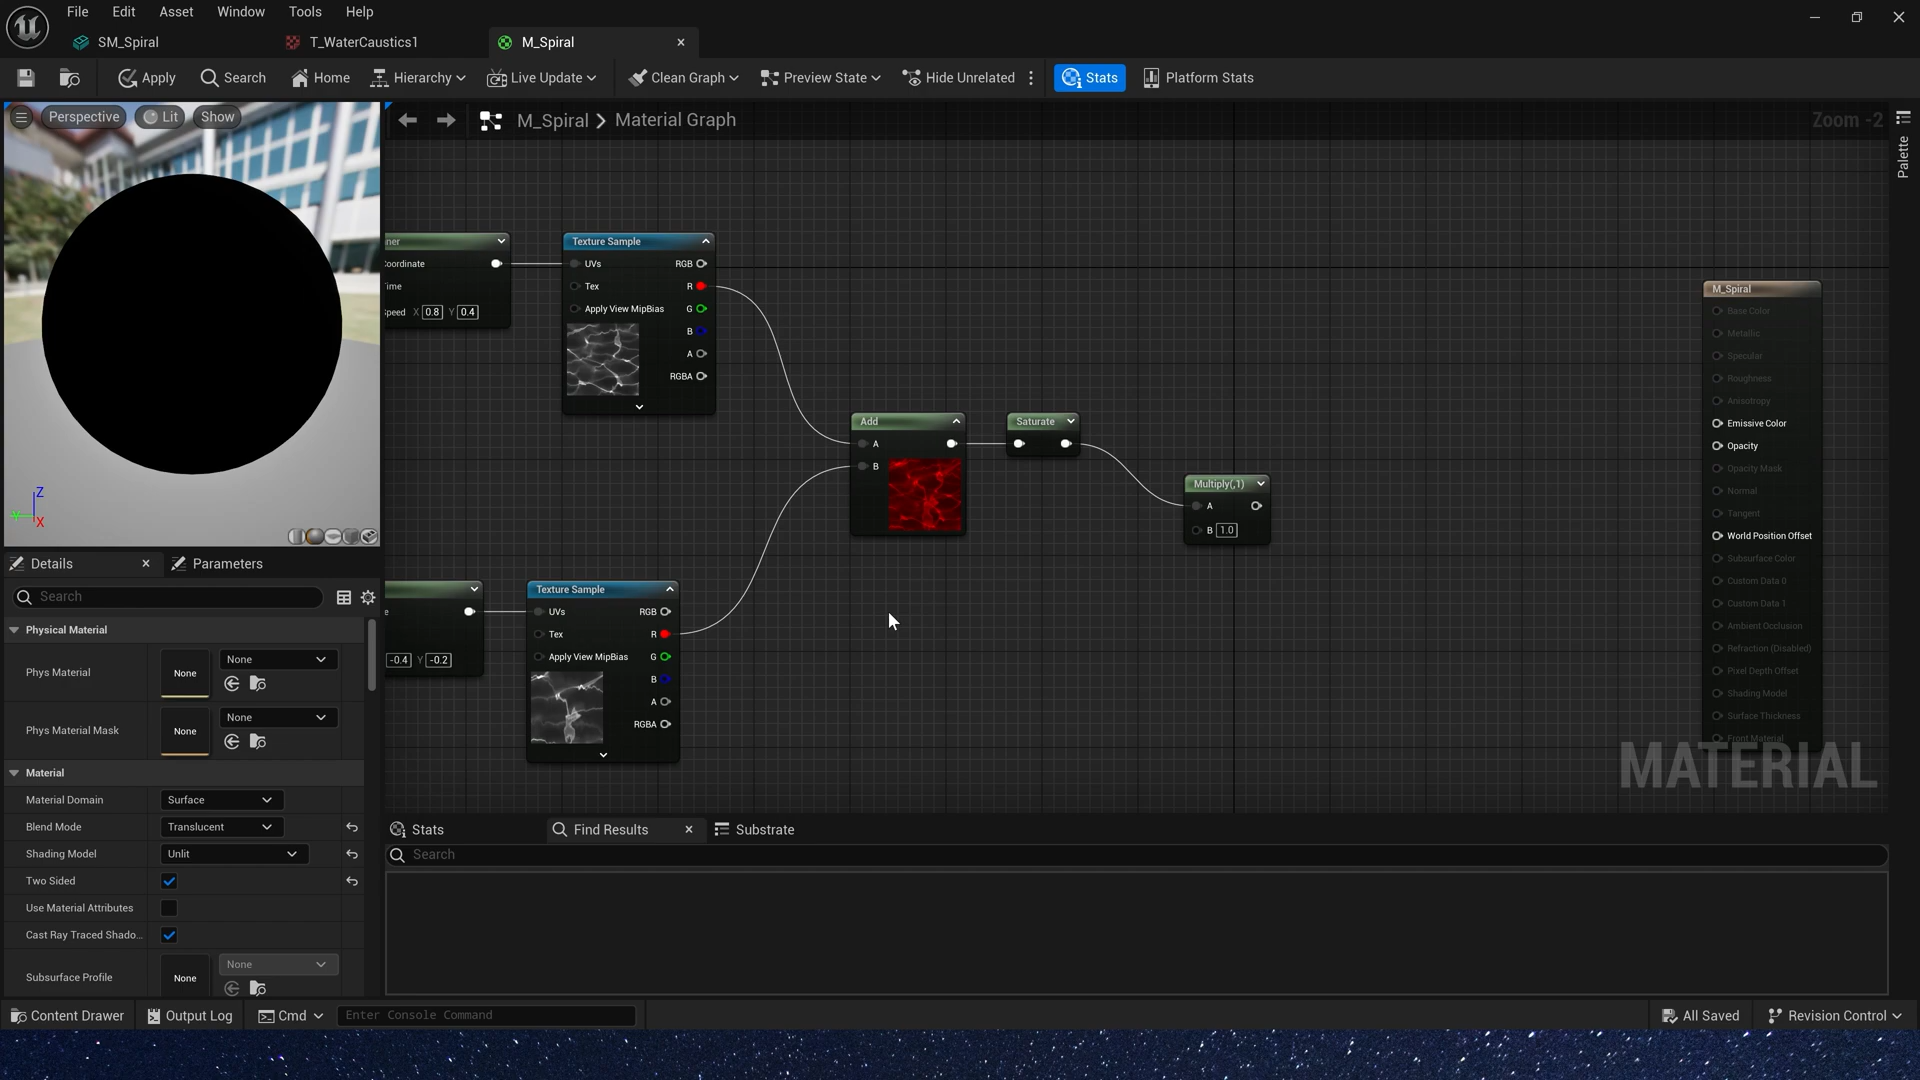 File Edit Asset Window Tools Help
SM_Spiral T_WaterCaustics1 M_Spiral
Apply Search Home Hierarchy Live Update Clean Graph Preview State Hide Unrelated Stats Platform Stats
Perspective Lit Show
M_Spiral > Material Graph
Zoom -2
Palette
Z
X
ner
Coordinate
ime
peed X 0.8 Y 0.4
Texture Sample
UVs RGB
Tex R
Apply View MipBias G
B
A
RGBA
Add
A
B
Saturate
Multiply(,1)
A
B 1.0
e
-0.4 Y -0.2
Texture Sample
UVs RGB
Tex R
Apply View MipBias G
B
A
RGBA
M_Spiral
Base Color
Metallic
Specular
Roughness
Anisotropy
Emissive Color
Opacity
Opacity Mask
Normal
Tangent
World Position Offset
Subsurface Color
Custom Data 0
Custom Data 1
Ambient Occlusion
Refraction (Disabled)
Pixel Depth Offset
Shading Model
Surface Thickness
Front Material
MATERIAL
Details Parameters
Search
Physical Material
Phys Material None None
Phys Material Mask None None
Material
Material Domain Surface
Blend Mode Translucent
Shading Model Unlit
Two Sided
Use Material Attributes
Cast Ray Traced Shado...
Subsurface Profile None None
Stats Find Results Substrate
Search
Content Drawer Output Log Cmd Enter Console Command All Saved Revision Control